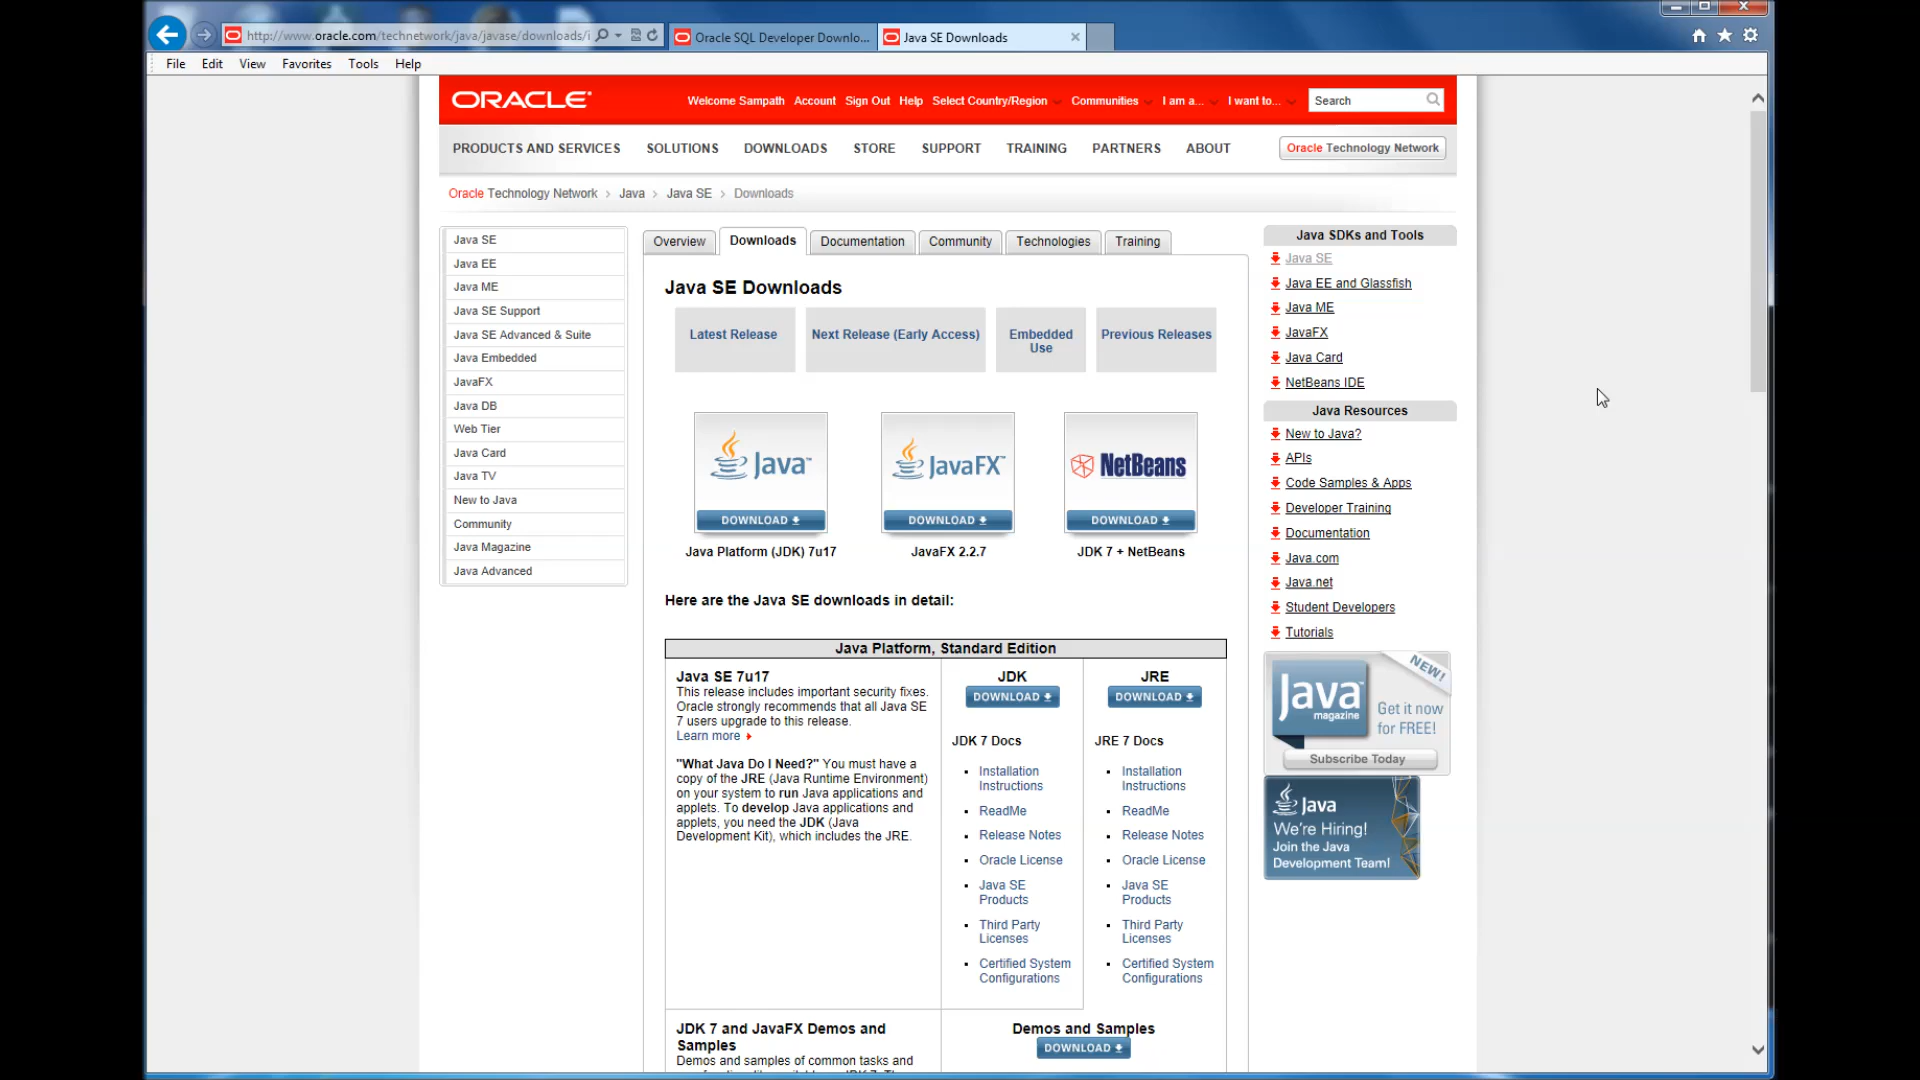 http://www.oracle.com/technetwork/java/javase/downloads/i
Oracle SQL Developer Downlo...
Java SE Downloads
File Edit View Favorites Tools Help
ORACLE
Welcome Sampath Account Sign Out Help Select Country/Region Communities I am a... I want to... Search
PRODUCTS AND SERVICES SOLUTIONS DOWNLOADS STORE SUPPORT TRAINING PARTNERS ABOUT Oracle Technology Network
Oracle Technology Network > Java > Java SE > Downloads
Java SE
Java EE
Java ME
Java SE Support
Java SE Advanced & Suite
Java Embedded
JavaFX
Java DB
Web Tier
Java Card
Java TV
New to Java
Community
Java Magazine
Java Advanced
Overview Downloads Documentation Community Technologies Training
Java SE Downloads
Latest Release
Next Release (Early Access)
Embedded
Use
Previous Releases
Java™
DOWNLOAD
Java Platform (JDK) 7u17
JavaFX™
DOWNLOAD
JavaFX 2.2.7
NetBeans
DOWNLOAD
JDK 7 + NetBeans
Here are the Java SE downloads in detail:
Java Platform, Standard Edition
Java SE 7u17
This release includes important security fixes.
Oracle strongly recommends that all Java SE
7 users upgrade to this release.
Learn more
"What Java Do I Need?" You must have a
copy of the JRE (Java Runtime Environment)
on your system to run Java applications and
applets. To develop Java applications and
applets, you need the JDK (Java
Development Kit), which includes the JRE.
JDK
DOWNLOAD
JDK 7 Docs
Installation
Instructions
ReadMe
Release Notes
Oracle License
Java SE
Products
Third Party
Licenses
Certified System
Configurations
JRE
DOWNLOAD
JRE 7 Docs
Installation
Instructions
ReadMe
Release Notes
Oracle License
Java SE
Products
Third Party
Licenses
Certified System
Configurations
JDK 7 and JavaFX Demos and
Samples
Demos and samples of common tasks and
Demos and Samples
DOWNLOAD
Java SDKs and Tools
Java SE
Java EE and Glassfish
Java ME
JavaFX
Java Card
NetBeans IDE
Java Resources
New to Java?
APIs
Code Samples & Apps
Developer Training
Documentation
Java.com
Java.net
Student Developers
Tutorials
NEW!
Java™
magazine
Get it now
for FREE!
Subscribe Today
Java
We're Hiring!
Join the Java
Development Team!